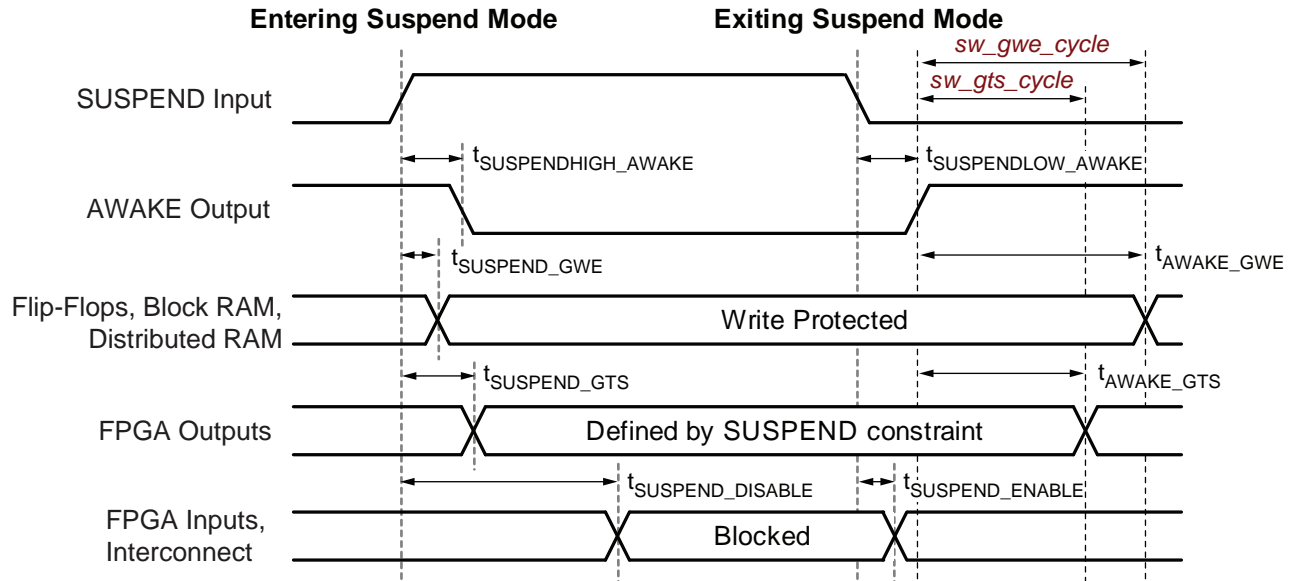 Entering Suspend Mode
Exiting Suspend Mode
sw_gwe_cycle
sw_gts_cycle
SUSPEND Input
tSUSPENDHIGH_AWAKE
tSUSPENDLOW_AWAKE
AWAKE Output
tSUSPEND_GWE
tAWAKE_GWE
Flip-Flops, Block RAM,
Distributed RAM
Write Protected
tSUSPEND_GTS
tAWAKE_GTS
FPGA Outputs
Defined by SUSPEND constraint
tSUSPEND_DISABLE
tSUSPEND_ENABLE
FPGA Inputs,
Interconnect
Blocked